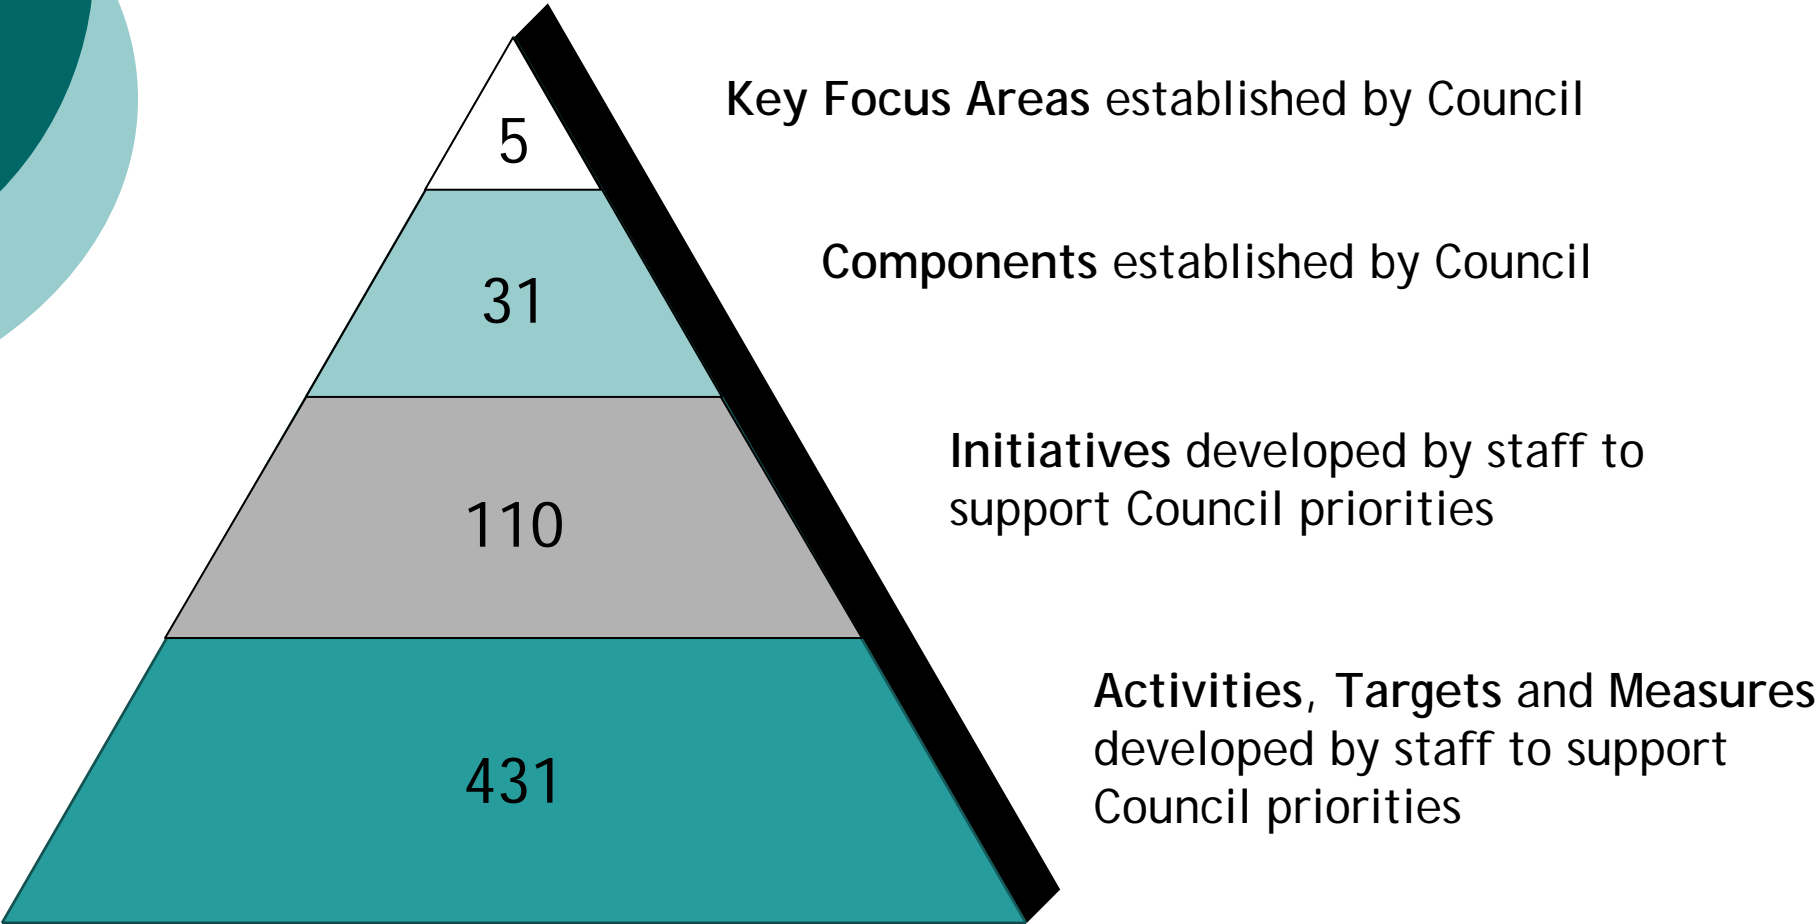 5
Key Focus Areas established by Council
31
Components established by Council
110
Initiatives developed by staff to
support Council priorities
431
Activities, Targets and Measures
developed by staff to support
Council priorities